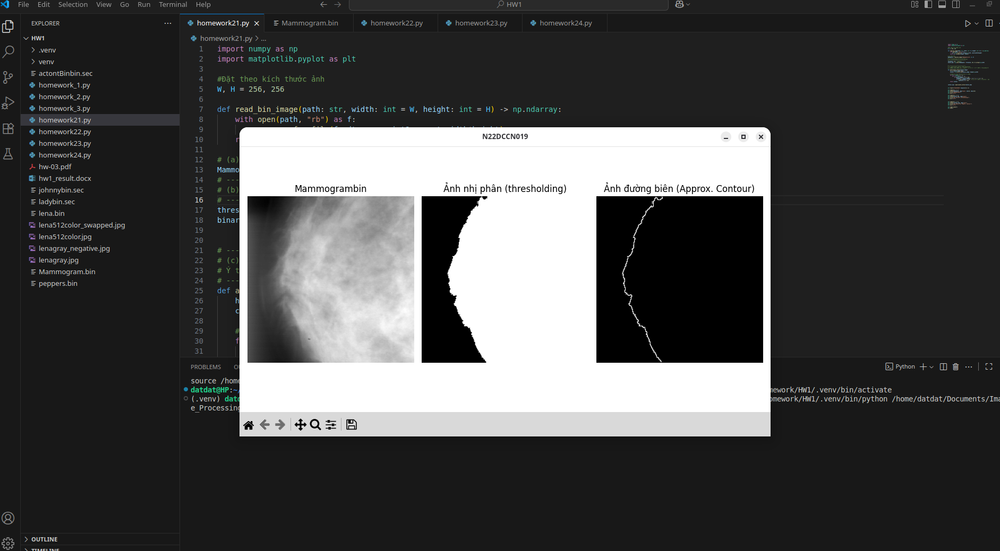 File Edit Selection View Go Run Terminal Help
HW1
EXPLORER
HW1
.venv
venv
actontBinbin.sec
homework_1.py
homework_2.py
homework_3.py
homework21.py
homework22.py
homework23.py
homework24.py
hw-03.pdf
hw1_result.docx
johnnybin.sec
ladybin.sec
lena.bin
lena512color_swapped.jpg
lena512color.jpg
lenagray_negative.jpg
lenagray.jpg
Mammogram.bin
peppers.bin
OUTLINE
TIMELINE
homework21.py Mammogram.bin homework22.py homework23.py homework24.py
homework21.py > ...
1 import numpy as np
2 import matplotlib.pyplot as plt
3
4 #Đặt theo kích thước ảnh
5 W, H = 256, 256
6
7 def read_bin_image(path: str, width: int = W, height: int = H) -> np.ndarray:
8 with open(path, "rb") as f:
9
10 r
11
12 # (a)
13 Mammo
14 # ---
15 # (b)
16 # ---
17 thres
18 binar
19
20
21 # ---
22 # (c)
23 # Ý t
24 # ---
25 def a
26 h
27 c
28
29 #
30 f
31
N22DCCN019
Mammogrambin
Ảnh nhị phân (thresholding)
Ảnh đường biên (Approx. Contour)
PROBLEMS OU
Python
source /home
datdat@HP:~/ mework/HW1/.venv/bin/activate
(.venv) datd omework/HW1/.venv/bin/python /home/datdat/Documents/Ima
e_Processing